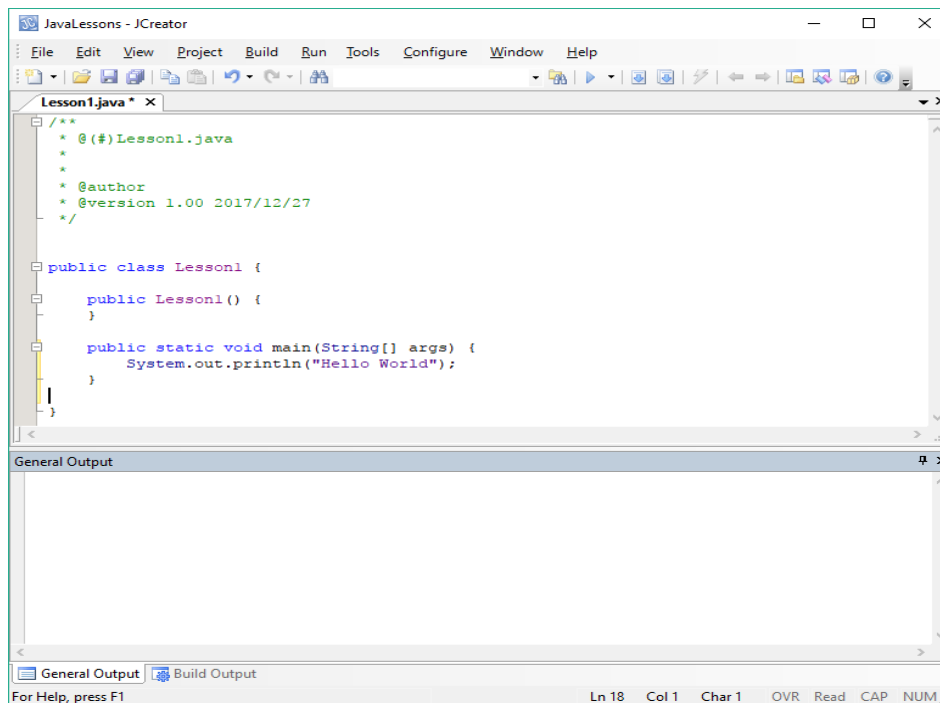 JavaLessons - JCreator
File Edit View Project Build Run Tools Configure Window Help
Lesson1.java *
/**
 * @(#)Lesson1.java
 *
 *
 * @author
 * @version 1.00 2017/12/27
 */
public class Lesson1 {
public Lesson1() {
}
public static void main(String[] args) {
System.out.println("Hello World");
}
}
General Output
General Output Build Output
For Help, press F1 Ln 18 Col 1 Char 1 OVR Read CAP NUM